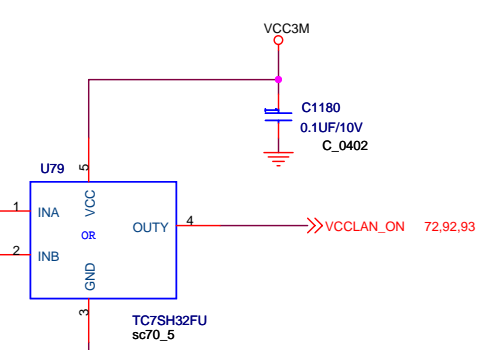 VCC3M
C1180
0.1UF/10V
C_0402
U79
5
1
INA
VCC
OR
OUTY
4
VCCLAN_ON 72,92,93
2
INB
GND
3
TC7SH32FU
sc70_5